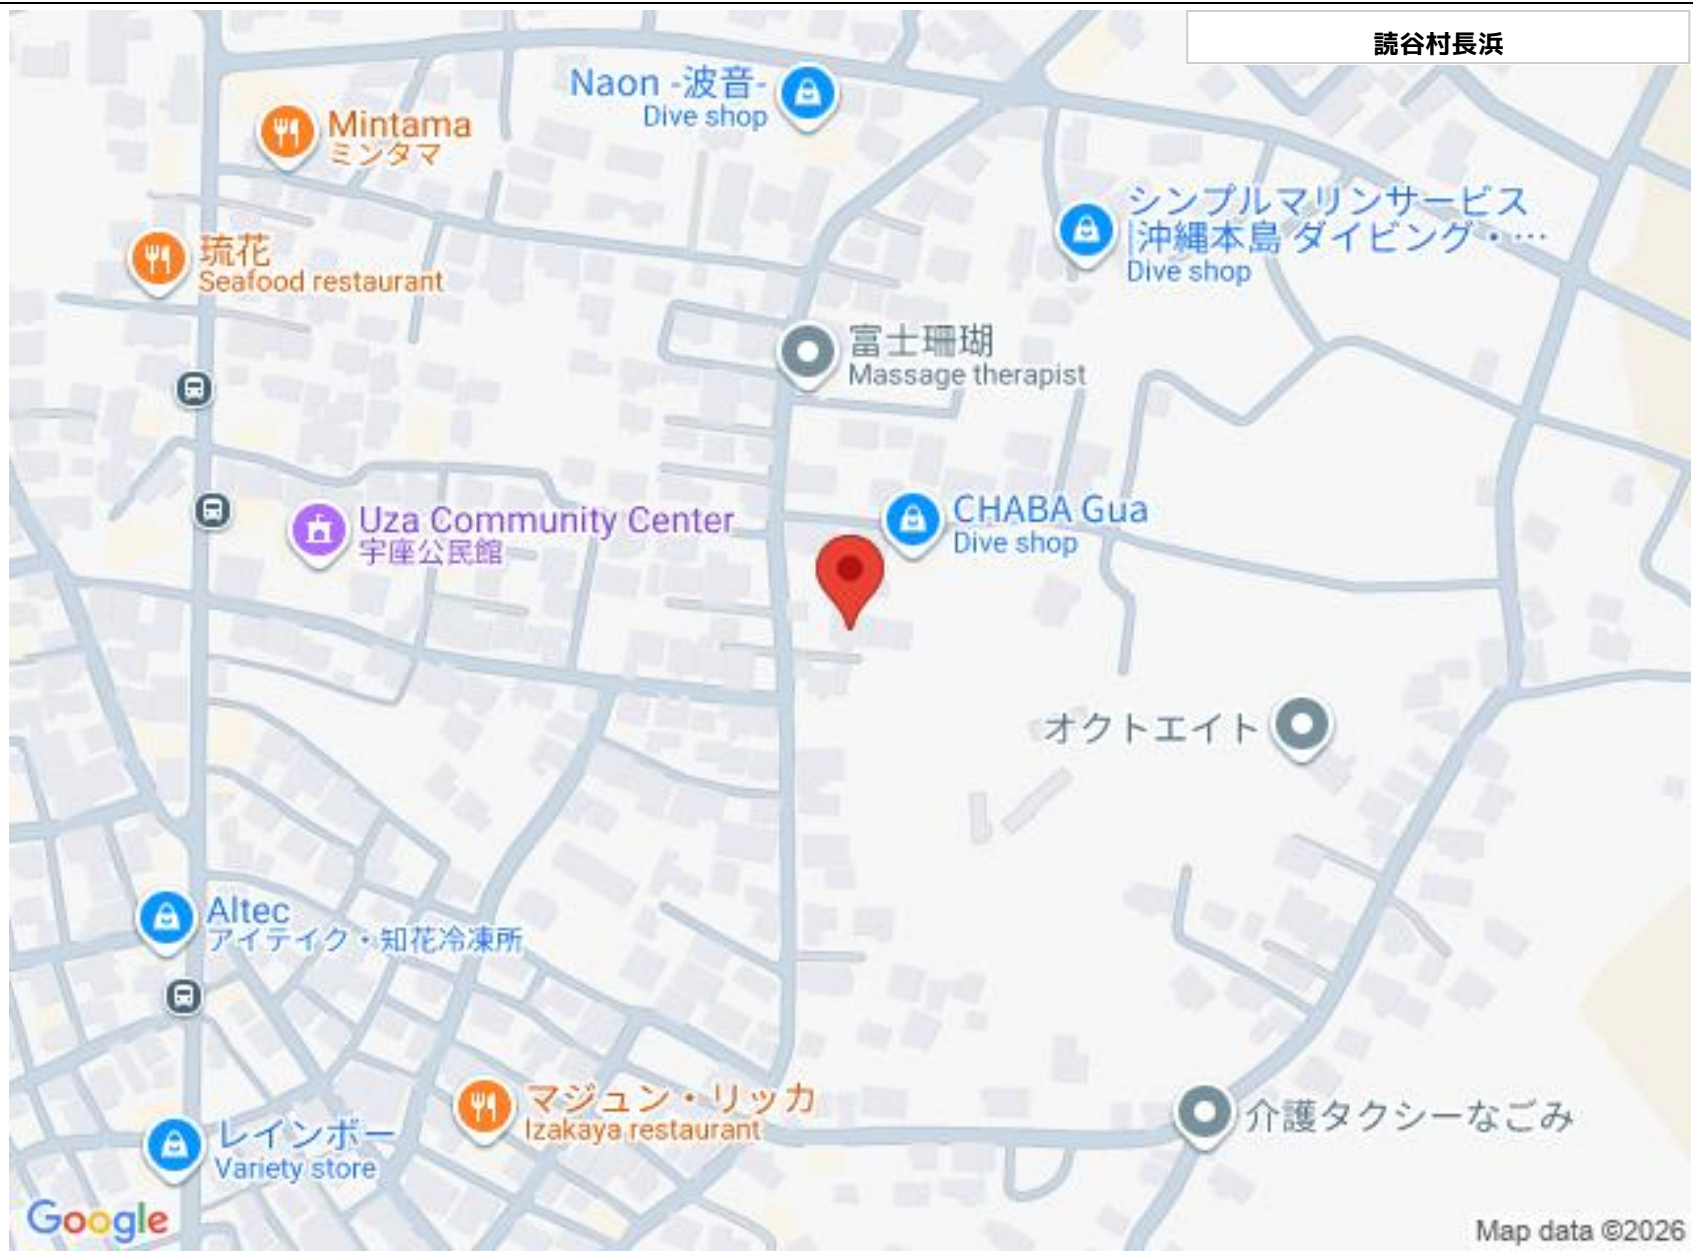 読谷村長浜
Naon -波音-
Dive shop
Mintama
ミンタマ
シンプルマリンサービス
|沖縄本島 ダイビング・…
Dive shop
琉花
Seafood restaurant
富士珊瑚
Massage therapist
CHABA Gua
Dive shop
Uza Community Center
宇座公民館
オクトエイト
Altec
アイテイク・知花冷凍所
マジュン・リッカ
Izakaya restaurant
介護タクシーなごみ
レインボー
Variety store
Google
Map data ©2026